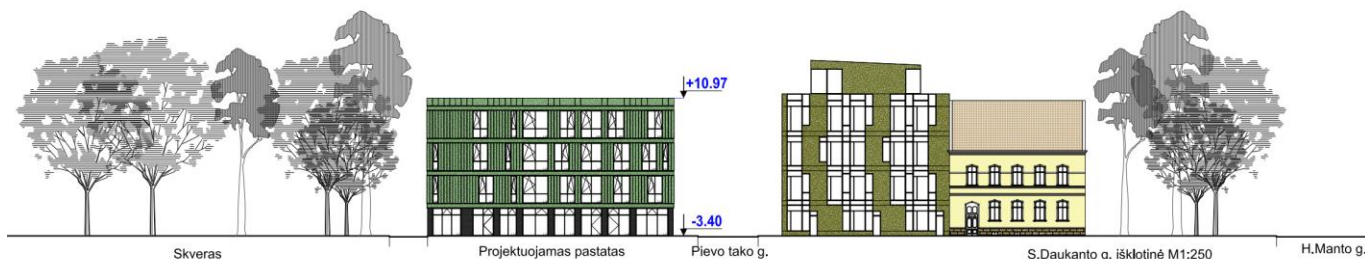 +10.97
-3.40
Skveras
Projektuojamas pastatas
Pievo tako g.
S.Daukanto g. išklotinė M1:250
H.Manto g.